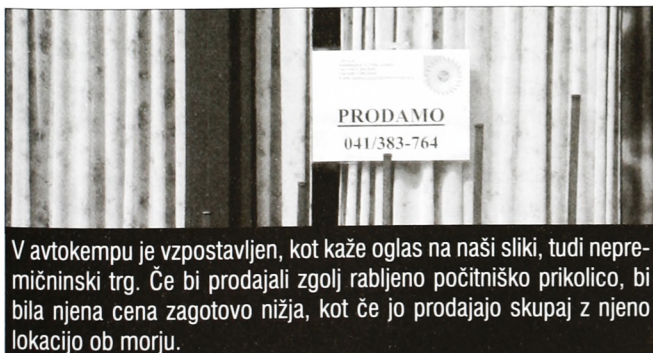 PRODAMO
041/383-764
V avtokempu je vzpostavljen, kot kaže oglas na naši sliki, tudi nepre-
mičninski trg. Če bi prodajali zgolj rabljeno počitniško prikolico, bi
bila njena cena zagotovo nižja, kot če jo prodajajo skupaj z njeno
lokacijo ob morju.